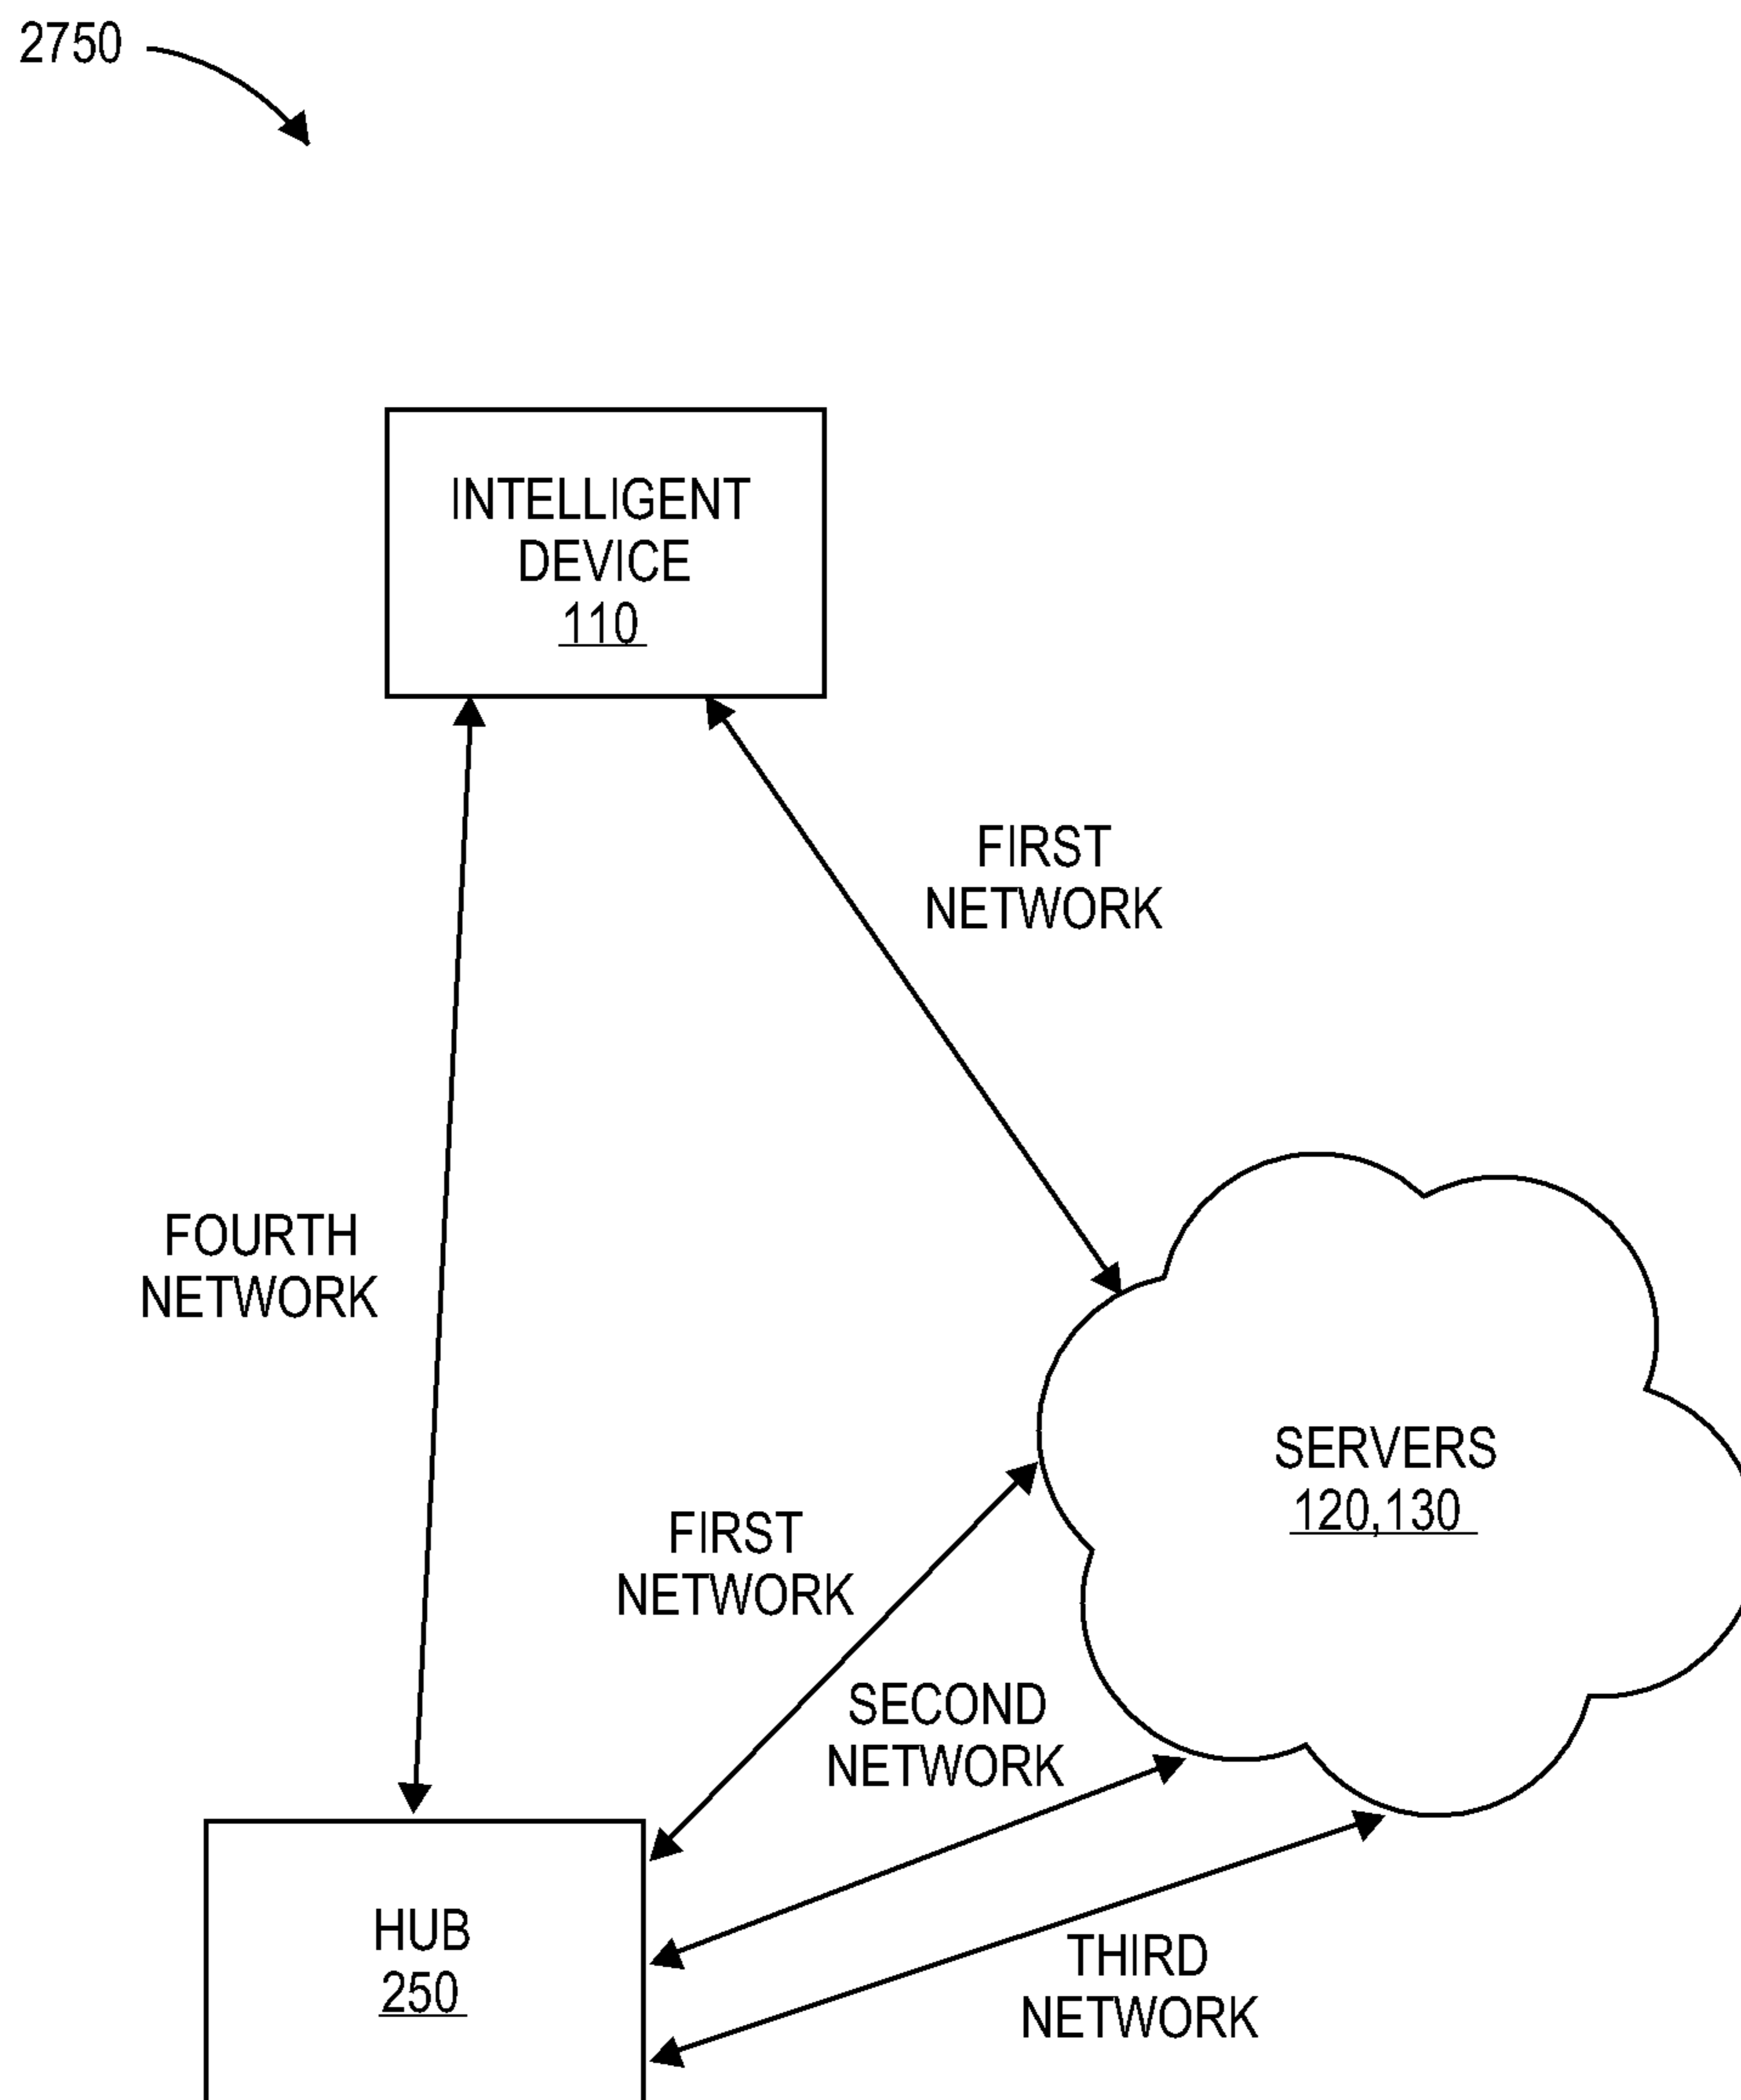 2750
INTELLIGENT
DEVICE
110
FIRST
NETWORK
FOURTH
NETWORK
SERVERS
120,130
FIRST
NETWORK
SECOND
NETWORK
HUB
250
THIRD
NETWORK